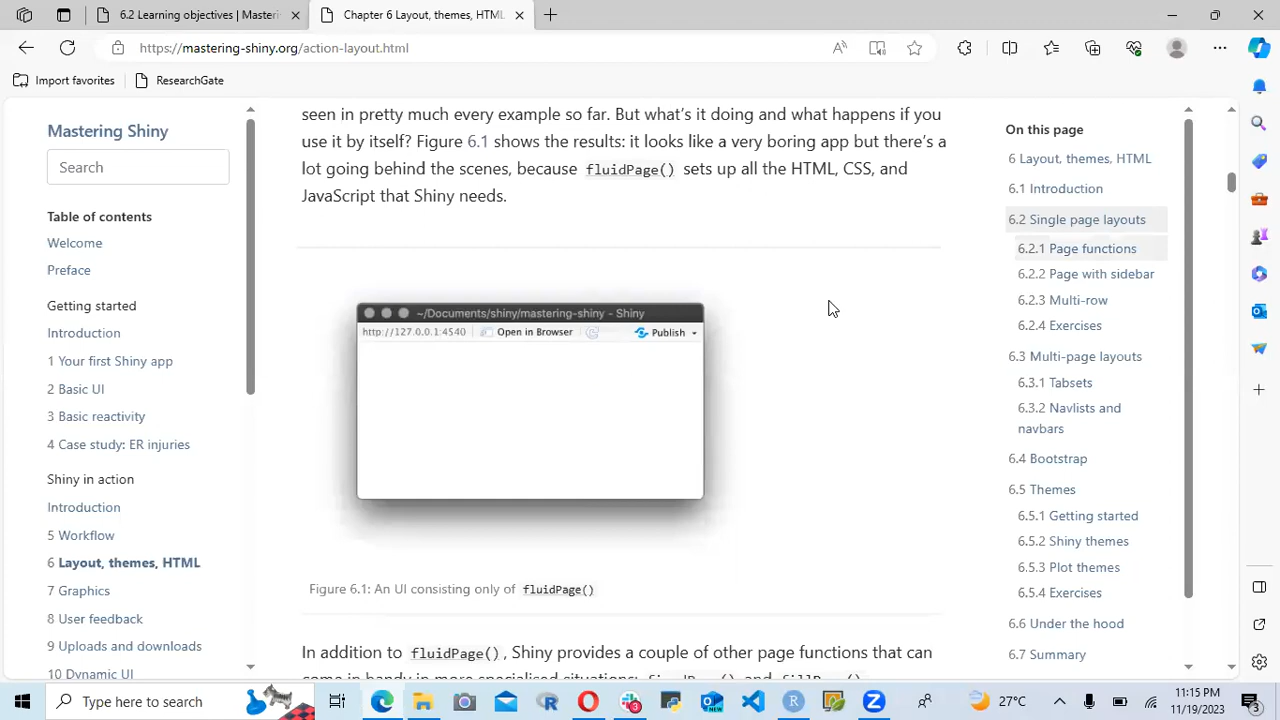 6.2 Learning objectives | Masteri
Chapter 6 UI, themes, HTML
https://mastering-shiny.org/action-layout.html
Import favorites
ResearchGate
Mastering Shiny
Search
Table of contents
Welcome
Preface
Getting started
Introduction
1 Your first Shiny app
2 Basic UI
3 Basic reactivity
4 Case study: ER injuries
Shiny in action
Introduction
5 Workflow
6 Layout, themes, HTML
7 Graphics
8 User feedback
9 Uploads and downloads
10 Dynamic UI
seen in pretty much every example so far. But what's it doing and what happens if you
use it by itself? Figure 6.1 shows the results: it looks like a very boring app but there's a
lot going behind the scenes, because fluidPage() sets up all the HTML, CSS, and
JavaScript that Shiny needs.
~/Documents/shiny/mastering-shiny - Shiny
http://127.0.0.1:4540
Open in Browser
Publish
Figure 6.1: An UI consisting only of fluidPage()
In addition to fluidPage(), Shiny provides a couple of other page functions that can
come in handy in more specialised situations: fixedPage() and fillPage().
On this page
6 Layout, themes, HTML
6.1 Introduction
6.2 Single page layouts
6.2.1 Page functions
6.2.2 Page with sidebar
6.2.3 Multi-row
6.2.4 Exercises
6.3 Multi-page layouts
6.3.1 Tabsets
6.3.2 Navlists and
navbars
6.4 Bootstrap
6.5 Themes
6.5.1 Getting started
6.5.2 Shiny themes
6.5.3 Plot themes
6.5.4 Exercises
6.6 Under the hood
6.7 Summary
Type here to search
27°C
11:15 PM
11/19/2023